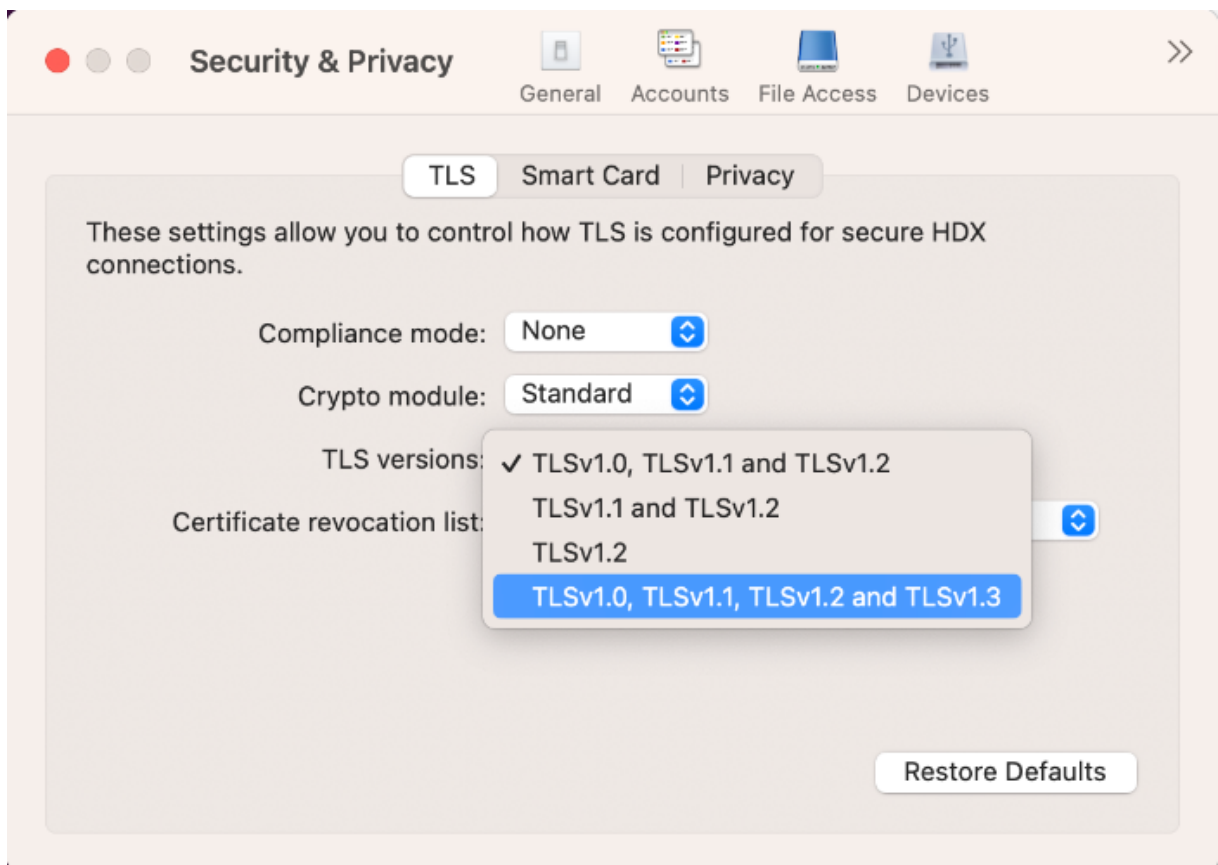 Security & Privacy
General
Accounts
File Access
Devices
TLS
Smart Card
Privacy
These settings allow you to control how TLS is configured for secure HDX
connections.
Compliance mode:
None
Crypto module:
Standard
TLS versions:
✓ TLSv1.0, TLSv1.1 and TLSv1.2
TLSv1.1 and TLSv1.2
TLSv1.2
TLSv1.0, TLSv1.1, TLSv1.2 and TLSv1.3
Certificate revocation list:
Restore Defaults